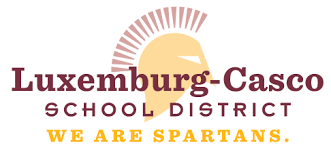 Luxemburg-Casco
SCHOOL DISTRICT
WE ARE SPARTANS.